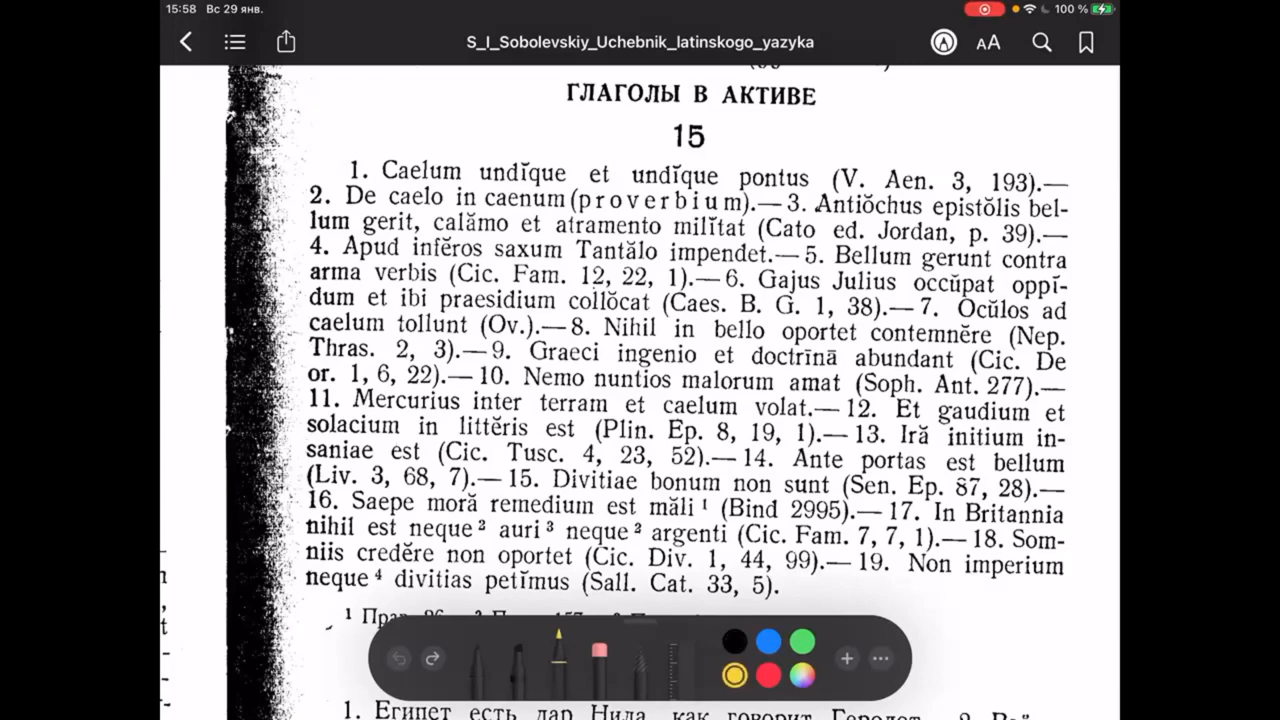 15:58 Вс 29 янв.
100 %
S_I_Sobolevskiy_Uchebnik_latinskogo_yazyka
AA
ГЛАГОЛЫ В АКТИВЕ
15
1. Caelum undĭque et undĭque pontus (V. Aen. 3, 193).—
2. De caelo in caenum (proverbium).— 3. Antiŏchus epistŏlis bel-
lum gerit, calămo et atramento milĭtat (Cato ed. Jordan, p. 39).—
4. Apud infĕros saxum Tantălo impendet.— 5. Bellum gerunt contra
arma verbis (Cic. Fam. 12, 22, 1).— 6. Gajus Julius occŭpat oppĭ-
dum et ibi praesidium collŏcat (Caes. B. G. 1, 38).— 7. Ocŭlos ad
caelum tollunt (Ov.).— 8. Nihil in bello oportet contemnĕre (Nep.
Thras. 2, 3).— 9. Graeci ingenio et doctrīnā abundant (Cic. De
or. 1, 6, 22).— 10. Nemo nuntios malorum amat (Soph. Ant. 277).—
11. Mercurius inter terram et caelum volat.— 12. Et gaudium et
solacium in littĕris est (Plin. Ep. 8, 19, 1).— 13. Iră initium in-
saniae est (Cic. Tusc. 4, 23, 52).— 14. Ante portas est bellum
(Liv. 3, 68, 7).— 15. Divitiae bonum non sunt (Sen. Ep. 87, 28).—
16. Saepe moră remedium est măli ¹ (Bind 2995).— 17. In Britannia
nihil est neque ² auri ³ neque ² argenti (Cic. Fam. 7, 7, 1).— 18. Som-
niis credĕre non oportet (Cic. Div. 1, 44, 99).— 19. Non imperium
neque ⁴ divitias petĭmus (Sall. Cat. 33, 5).
1. Египет есть дар Нила, как говорит Геродот.